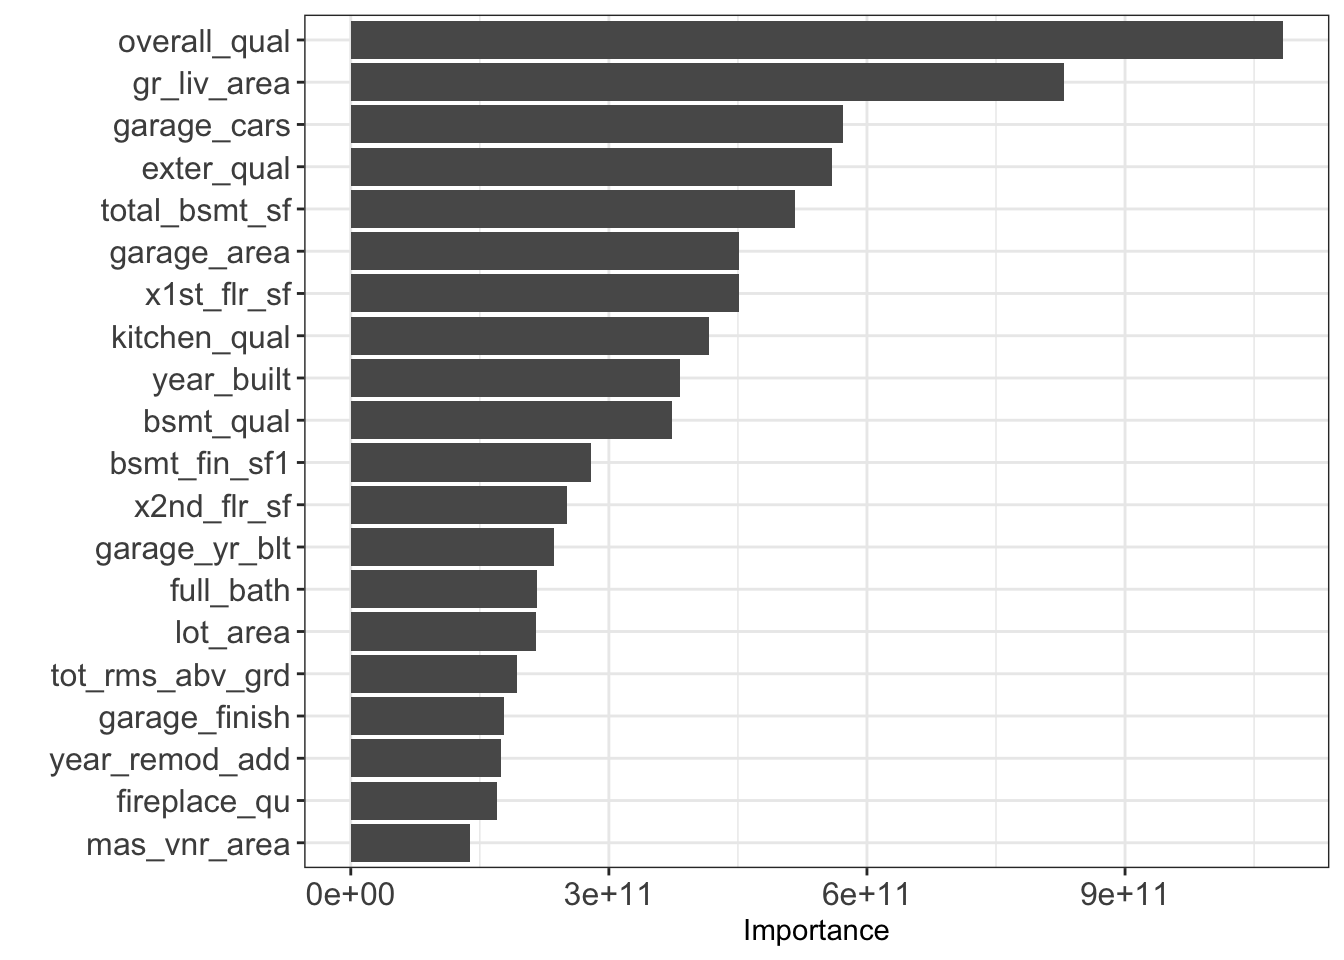 overall_qual
gr_liv_area
garage_cars
exter_qual
total_bsmt_sf
garage_area
x1st_flr_sf
kitchen_qual
year_built
bsmt_qual
bsmt_fin_sf1
x2nd_flr_sf
garage_yr_blt
full_bath
lot_area
tot_rms_abv_grd
garage_finish
year_remod_add
fireplace_qu
mas_vnr_area
0e+00 3e+11 6e+11 9e+11
Importance